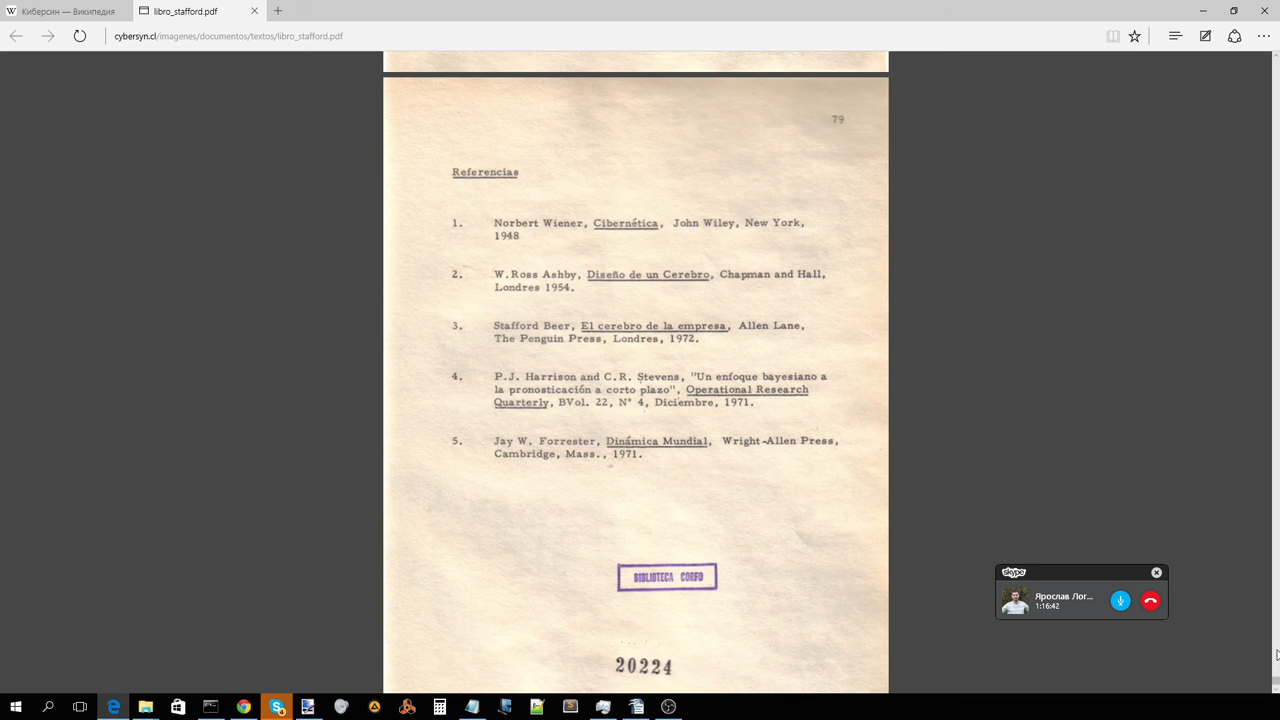 Киберсин — Википедия
libro_stafford.pdf
cybersyn.cl/imagenes/documentos/textos/libro_stafford.pdf
79
Referencias
1. Norbert Wiener, Cibernética, John Wiley, New York,
1948
2. W. Ross Ashby, Diseño de un Cerebro, Chapman and Hall,
Londres 1954.
3. Stafford Beer, El cerebro de la empresa, Allen Lane,
The Penguin Press, Londres, 1972.
4. P.J. Harrison and C.R. Stevens, "Un enfoque bayesiano a
la pronosticación a corto plazo", Operational Research
Quarterly, BVol. 22, N° 4, Diciembre, 1971.
5. Jay W. Forrester, Dinámica Mundial, Wright-Allen Press,
Cambridge, Mass., 1971.
BIBLIOTECA CORFO
20224
skype
Ярослав Лог...
1:16:42